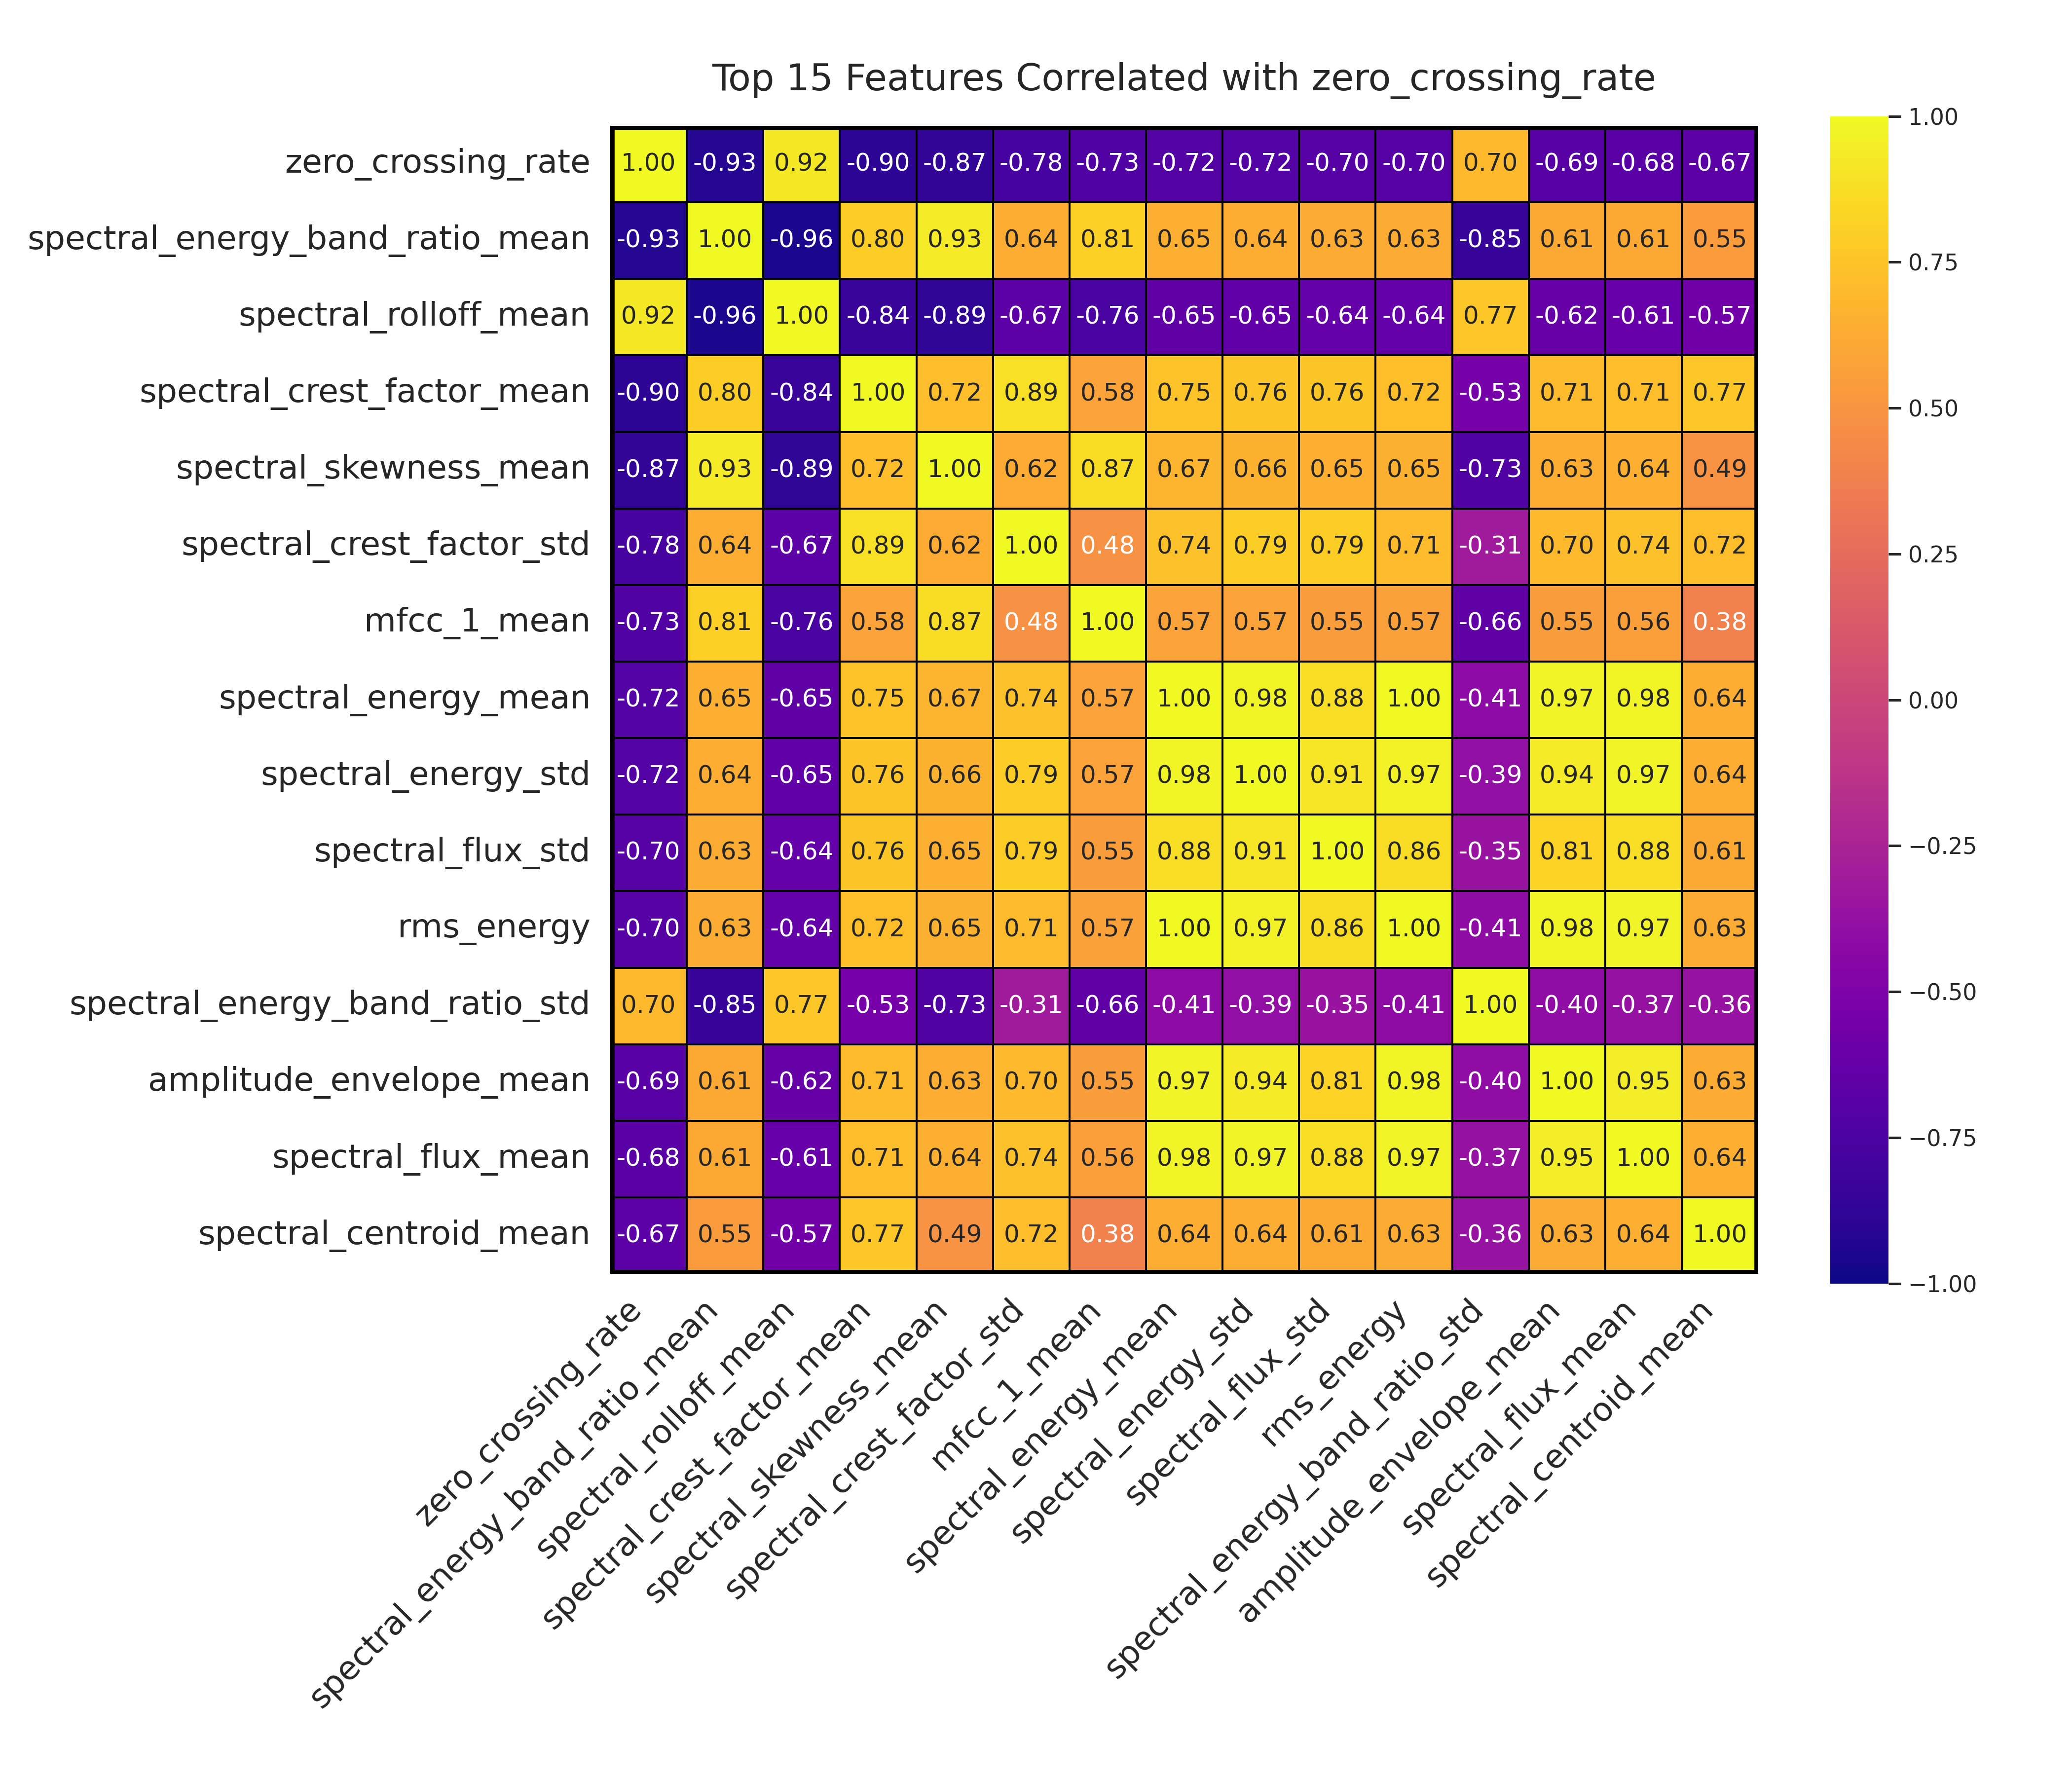 Top 15 Features Correlated with zero_crossing_rate
zero_crossing_rate 1.00 -0.93 0.92 -0.90 -0.87 -0.78 -0.73 -0.72 -0.72 -0.70 -0.70 0.70 -0.69 -0.68 -0.67
spectral_energy_band_ratio_mean -0.93 1.00 -0.96 0.80 0.93 0.64 0.81 0.65 0.64 0.63 0.63 -0.85 0.61 0.61 0.55
spectral_rolloff_mean 0.92 -0.96 1.00 -0.84 -0.89 -0.67 -0.76 -0.65 -0.65 -0.64 -0.64 0.77 -0.62 -0.61 -0.57
spectral_crest_factor_mean -0.90 0.80 -0.84 1.00 0.72 0.89 0.58 0.75 0.76 0.76 0.72 -0.53 0.71 0.71 0.77
spectral_skewness_mean -0.87 0.93 -0.89 0.72 1.00 0.62 0.87 0.67 0.66 0.65 0.65 -0.73 0.63 0.64 0.49
spectral_crest_factor_std -0.78 0.64 -0.67 0.89 0.62 1.00 0.48 0.74 0.79 0.79 0.71 -0.31 0.70 0.74 0.72
mfcc_1_mean -0.73 0.81 -0.76 0.58 0.87 0.48 1.00 0.57 0.57 0.55 0.57 -0.66 0.55 0.56 0.38
spectral_energy_mean -0.72 0.65 -0.65 0.75 0.67 0.74 0.57 1.00 0.98 0.88 1.00 -0.41 0.97 0.98 0.64
spectral_energy_std -0.72 0.64 -0.65 0.76 0.66 0.79 0.57 0.98 1.00 0.91 0.97 -0.39 0.94 0.97 0.64
spectral_flux_std -0.70 0.63 -0.64 0.76 0.65 0.79 0.55 0.88 0.91 1.00 0.86 -0.35 0.81 0.88 0.61
rms_energy -0.70 0.63 -0.64 0.72 0.65 0.71 0.57 1.00 0.97 0.86 1.00 -0.41 0.98 0.97 0.63
spectral_energy_band_ratio_std 0.70 -0.85 0.77 -0.53 -0.73 -0.31 -0.66 -0.41 -0.39 -0.35 -0.41 1.00 -0.40 -0.37 -0.36
amplitude_envelope_mean -0.69 0.61 -0.62 0.71 0.63 0.70 0.55 0.97 0.94 0.81 0.98 -0.40 1.00 0.95 0.63
spectral_flux_mean -0.68 0.61 -0.61 0.71 0.64 0.74 0.56 0.98 0.97 0.88 0.97 -0.37 0.95 1.00 0.64
spectral_centroid_mean -0.67 0.55 -0.57 0.77 0.49 0.72 0.38 0.64 0.64 0.61 0.63 -0.36 0.63 0.64 1.00
zero_crossing_rate
spectral_energy_band_ratio_mean
spectral_rolloff_mean
spectral_crest_factor_mean
spectral_skewness_mean
spectral_crest_factor_std
mfcc_1_mean
spectral_energy_mean
spectral_energy_std
spectral_flux_std
rms_energy
spectral_energy_band_ratio_std
amplitude_envelope_mean
spectral_flux_mean
spectral_centroid_mean
1.00
0.75
0.50
0.25
0.00
−0.25
−0.50
−0.75
−1.00